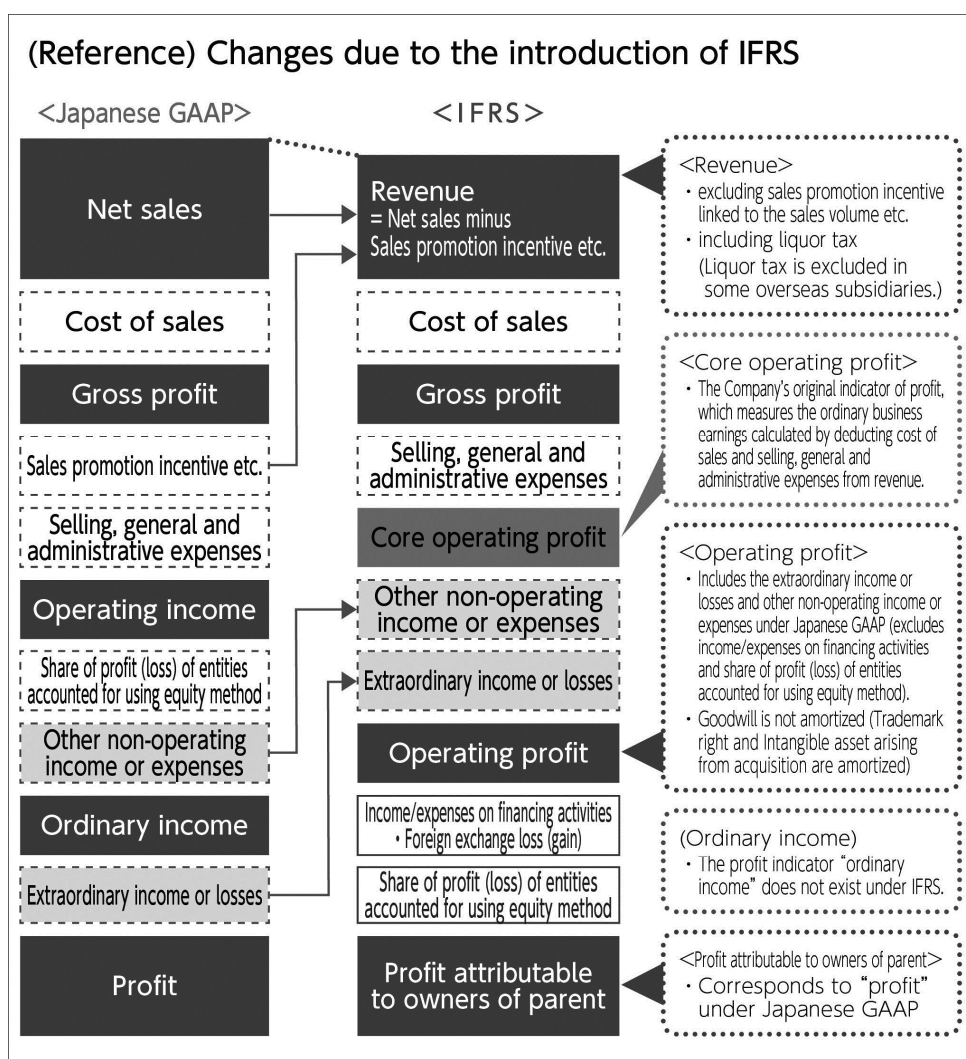 (Reference) Changes due to the introduction of IFRS
<Japanese GAAP>
Net sales
Cost of sales
Gross profit
Sales promotion incentive etc.
Selling, general and
administrative expenses
Operating income
Share of profit (loss) of entities
accounted for using equity method
Other non-operating
income or expenses
Ordinary income
Extraordinary income or losses
Profit
<IFRS>
Revenue
= Net sales minus
Sales promotion incentive etc.
Cost of sales
Gross profit
Selling, general and
administrative expenses
Core operating profit
Other non-operating
income or expenses
Extraordinary income or losses
Operating profit
Income/expenses on financing activities
・Foreign exchange loss (gain)
Share of profit (loss) of entities
accounted for using equity method
Profit attributable
to owners of parent
<Revenue>
・excluding sales promotion incentive
linked to the sales volume etc.
・including liquor tax
(Liquor tax is excluded in
some overseas subsidiaries.)
<Core operating profit>
・The Company's original indicator of profit,
which measures the ordinary business
earnings calculated by deducting cost of
sales and selling, general and
administrative expenses from revenue.
<Operating profit>
・Includes the extraordinary income or
losses and other non-operating income or
expenses under Japanese GAAP (excludes
income/expenses on financing activities
and share of profit (loss) of entities
accounted for using equity method).
・Goodwill is not amortized (Trademark
right and Intangible asset arising
from acquisition are amortized)
(Ordinary income)
・The profit indicator "ordinary
income" does not exist under IFRS.
<Profit attributable to owners of parent>
・Corresponds to "profit"
under Japanese GAAP